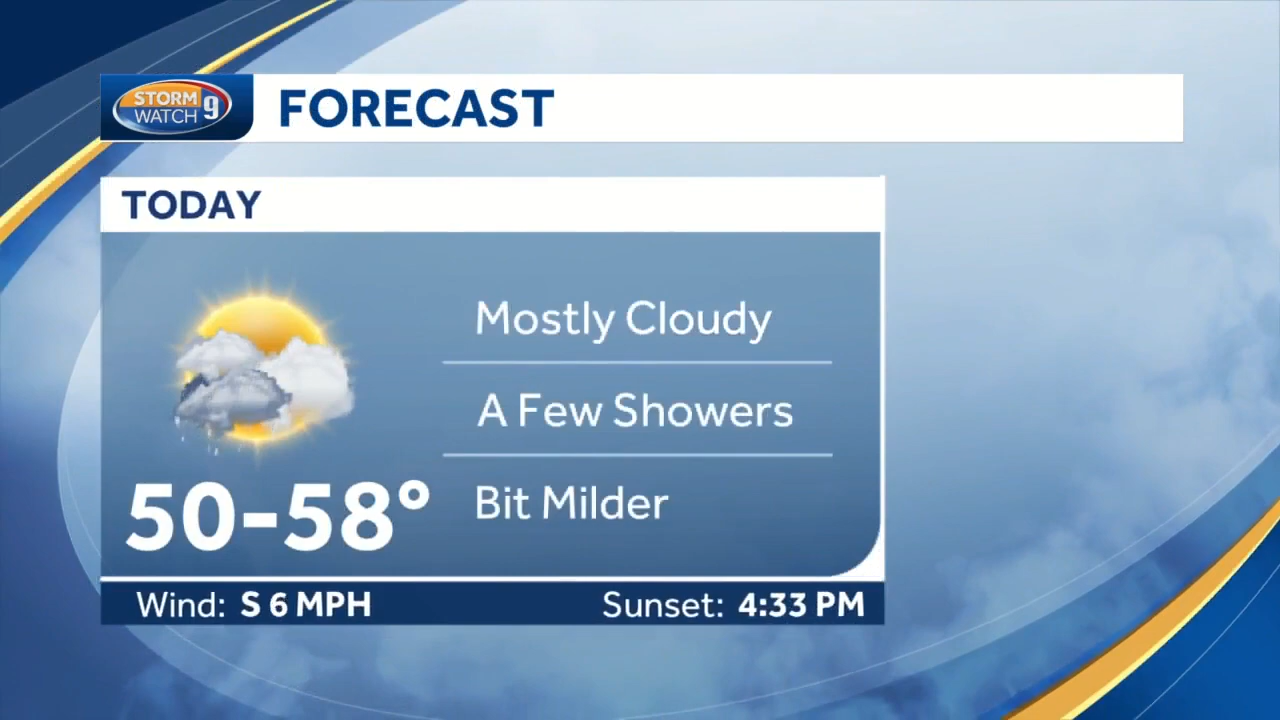 STORM
WATCH 9
FORECAST
TODAY
Mostly Cloudy
A Few Showers
50-58°
Bit Milder
Wind: S 6 MPH
Sunset: 4:33 PM